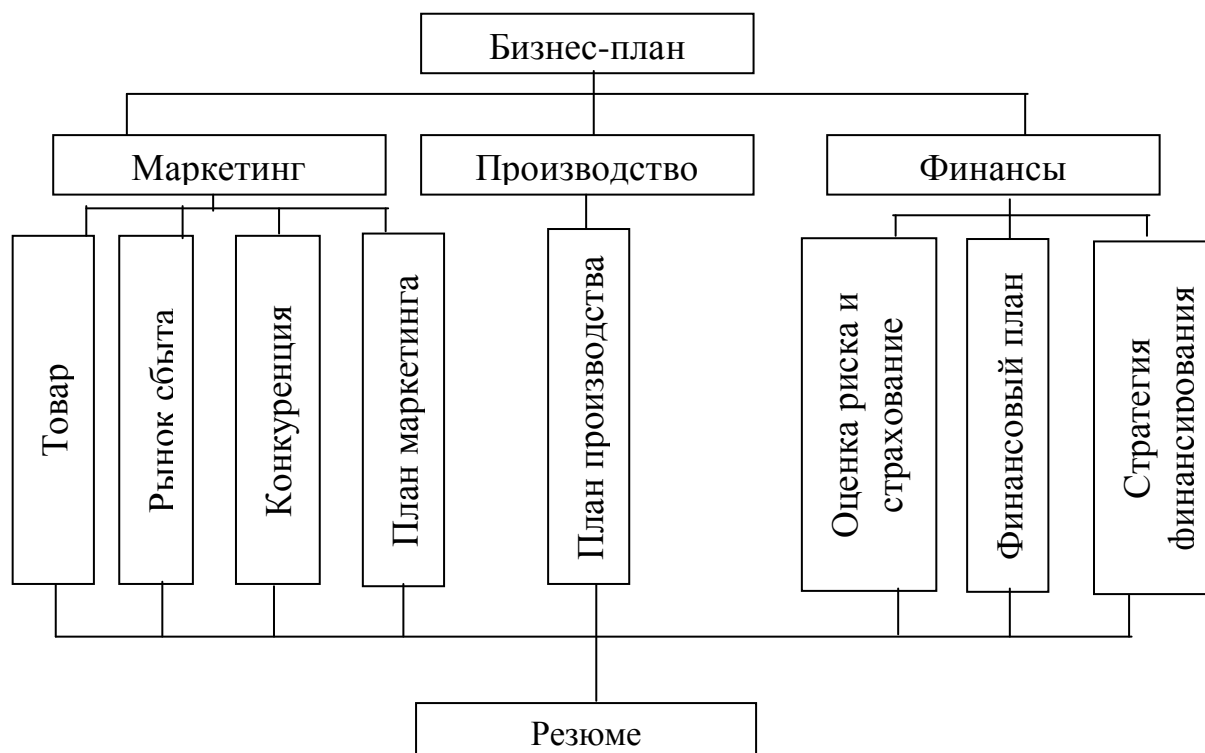 Бизнес-план
Маркетинг
Производство
Финансы
Товар
Рынок сбыта
Конкуренция
План маркетинга
План производства
Оценка риска и
страхование
Финансовый план
Стратегия
финансирования
Резюме